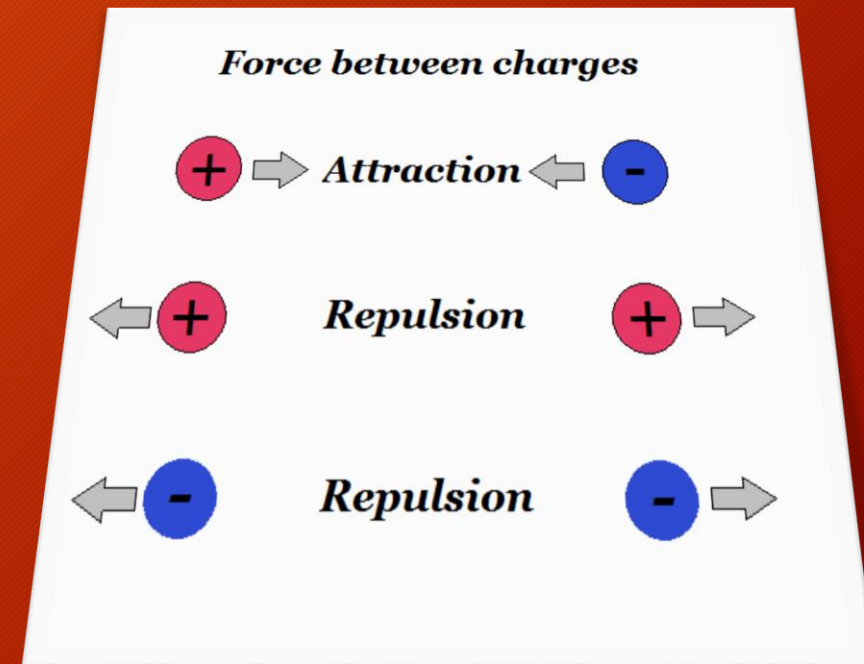 Force between charges
+ Attraction -
+ Repulsion +
- Repulsion -